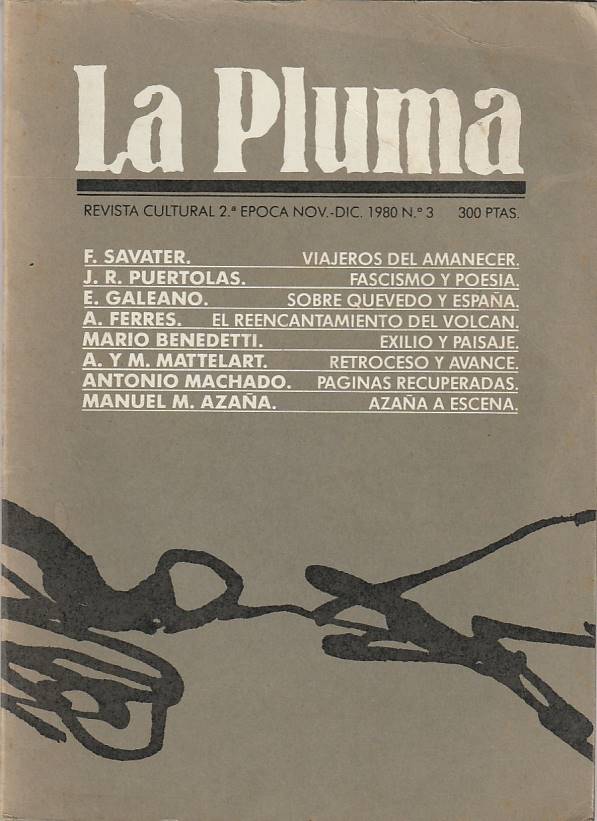 La Pluma
REVISTA CULTURAL 2.ª EPOCA NOV.-DIC. 1980 N.º 3 300 PTAS.
F. SAVATER. VIAJEROS DEL AMANECER.
J. R. PUERTOLAS. FASCISMO Y POESIA.
E. GALEANO. SOBRE QUEVEDO Y ESPAÑA.
A. FERRES. EL REENCANTAMIENTO DEL VOLCAN.
MARIO BENEDETTI. EXILIO Y PAISAJE.
A. Y M. MATTELART. RETROCESO Y AVANCE.
ANTONIO MACHADO. PAGINAS RECUPERADAS.
MANUEL M. AZAÑA. AZAÑA A ESCENA.